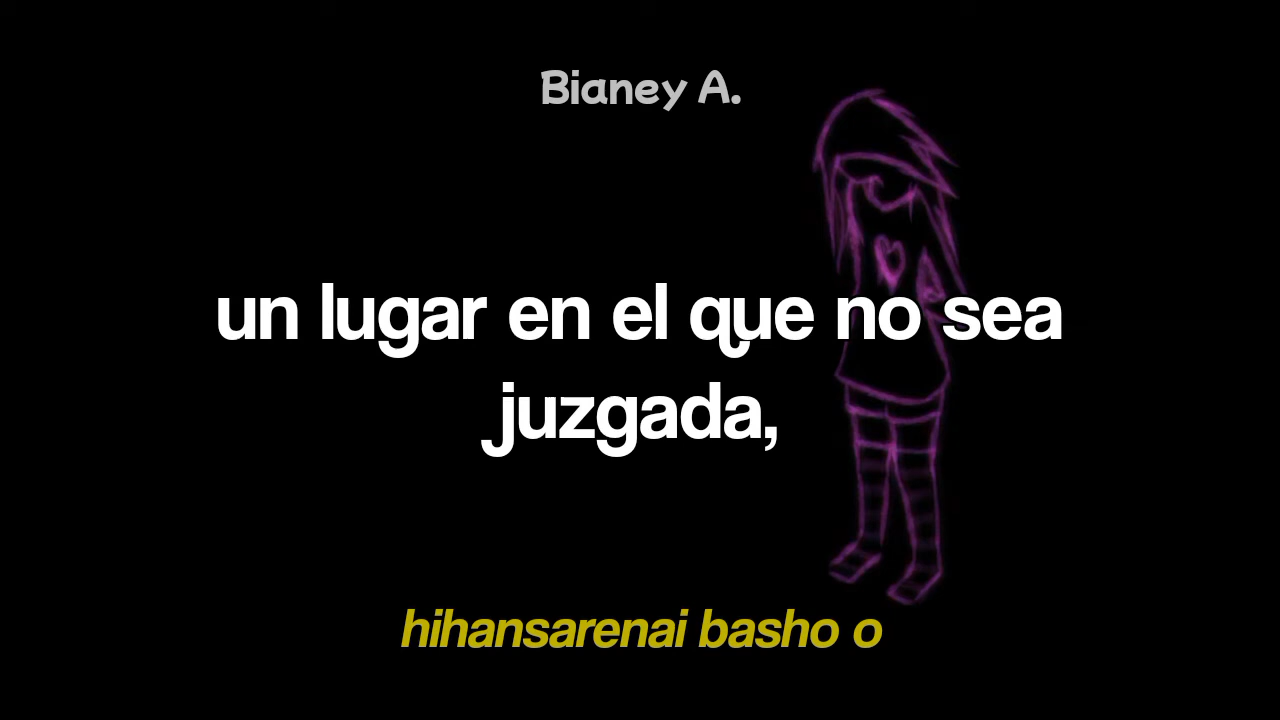 Bianey A.
un lugar en el que no sea
juzgada,
hihansarenai basho o